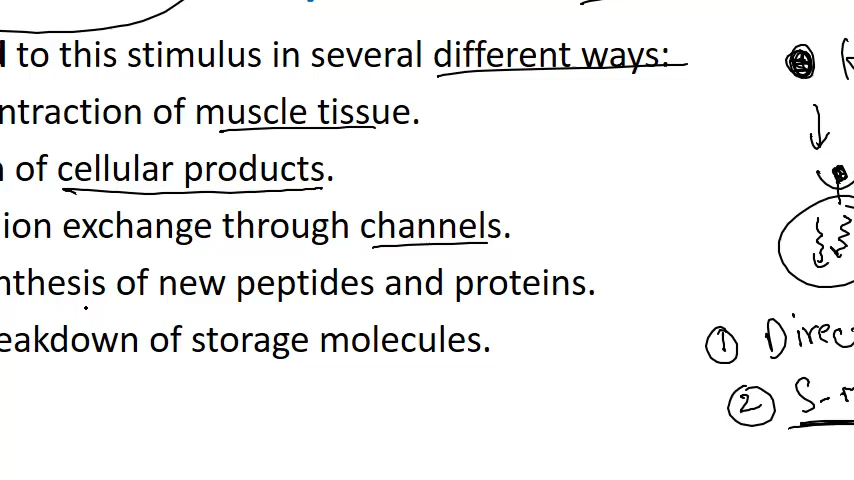 to this stimulus in several different ways:
ntraction of muscle tissue.
of cellular products.
ion exchange through channels.
nthesis of new peptides and proteins.
eakdown of storage molecules.
① Direc
② S-